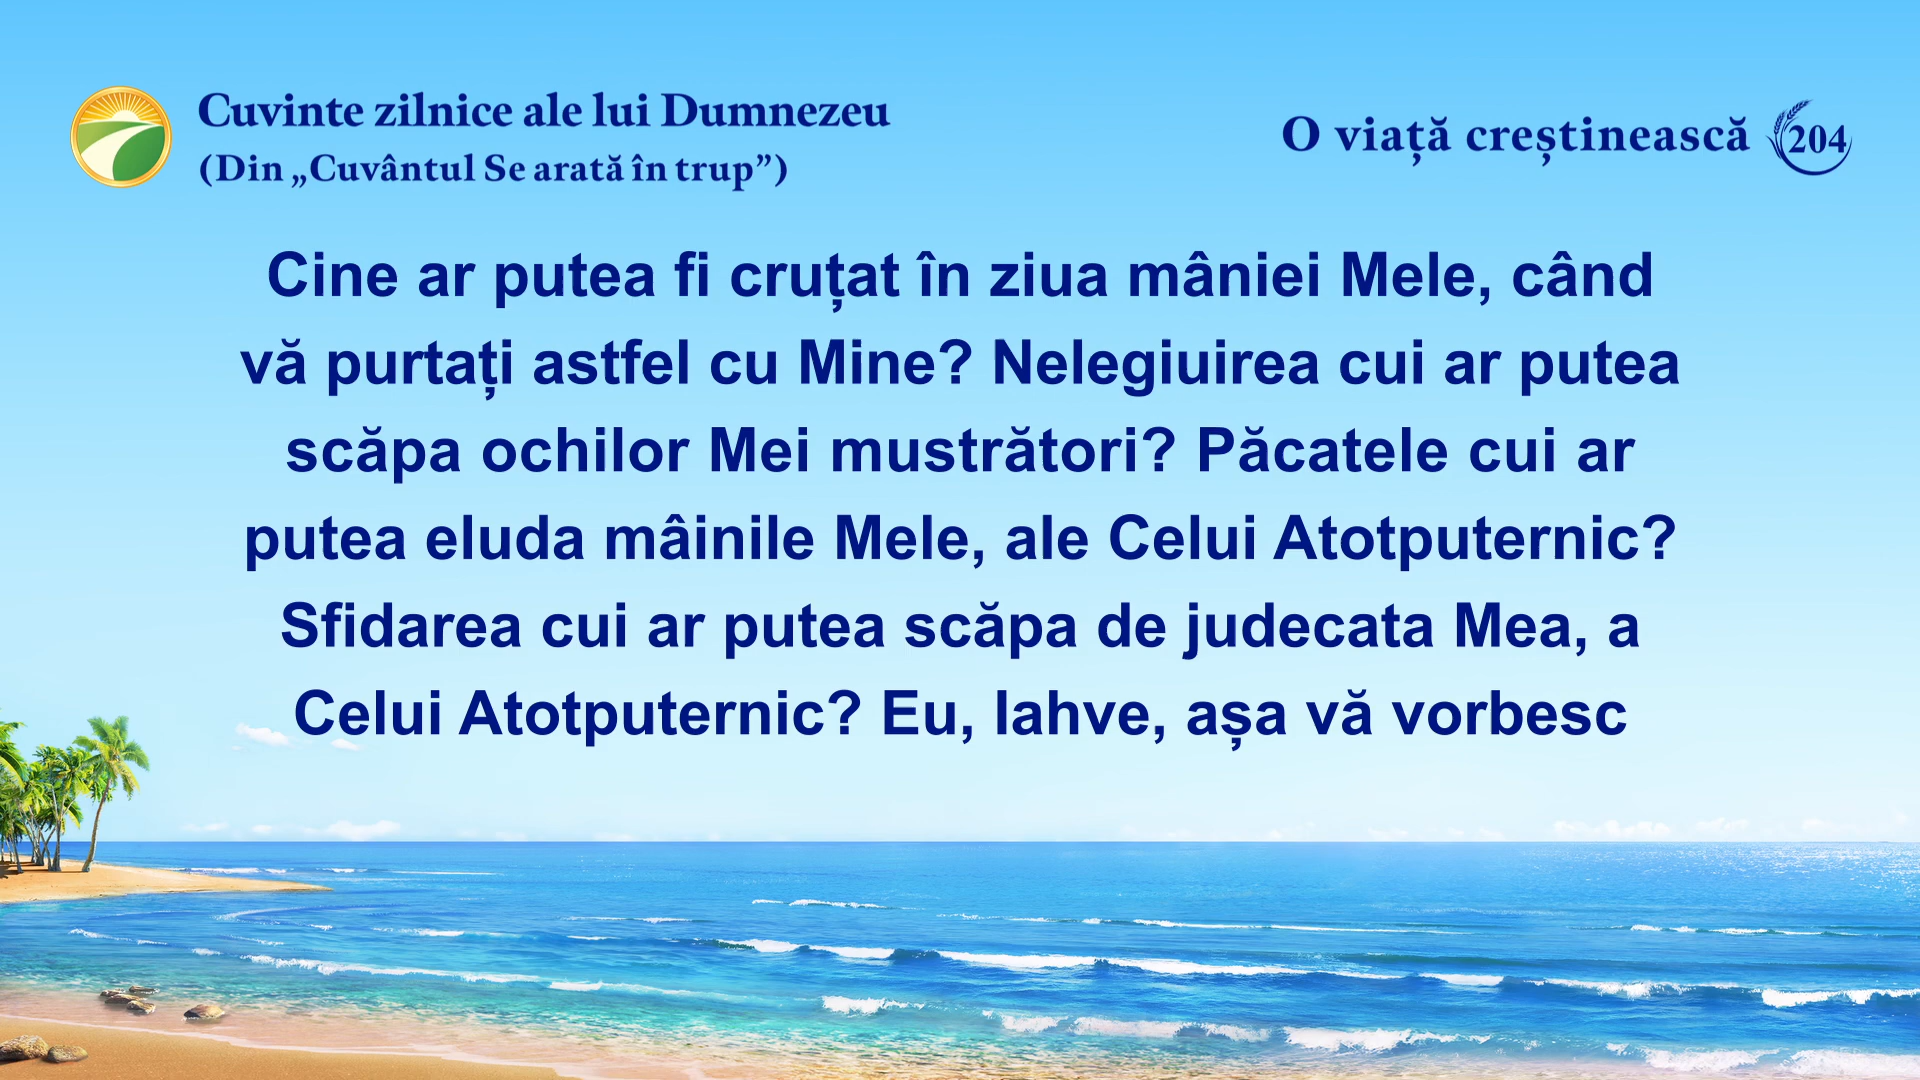 Cuvinte zilnice ale lui Dumnezeu
(Din „Cuvântul Se arată în trup”)
O viață creștinească 204
Cine ar putea fi cruțat în ziua mâniei Mele, când
vă purtați astfel cu Mine? Nelegiuirea cui ar putea
scăpa ochilor Mei mustrători? Păcatele cui ar
putea eluda mâinile Mele, ale Celui Atotputernic?
Sfidarea cui ar putea scăpa de judecata Mea, a
Celui Atotputernic? Eu, Iahve, așa vă vorbesc